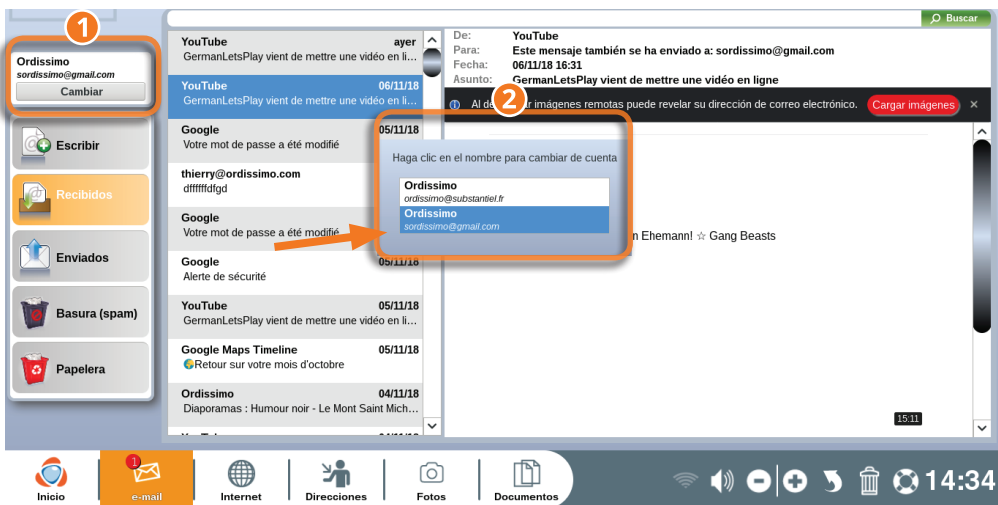 1
Buscar
Ordissimo
sordissimo@gmail.com
Cambiar
Escribir
Recibidos
Enviados
Basura (spam)
Papelera
YouTube ayer
GermanLetsPlay vient de mettre une vidéo en li...
YouTube 06/11/18
GermanLetsPlay vient de mettre une vidéo en li...
Google 05/11/18
Votre mot de passe a été modifié
thierry@ordissimo.com
dffffffdfgd
Google
Votre mot de passe a été modifié
Google 05/11/18
Alerte de sécurité
YouTube 05/11/18
GermanLetsPlay vient de mettre une vidéo en li...
Google Maps Timeline 05/11/18
Retour sur votre mois d'octobre
Ordissimo 04/11/18
Diaporamas : Humour noir - Le Mont Saint Mich...
De: YouTube
Para: Este mensaje también se ha enviado a: sordissimo@gmail.com
Fecha: 06/11/18 16:31
Asunto: GermanLetsPlay vient de mettre une vidéo en ligne
2
Al de ar imágenes remotas puede revelar su dirección de correo electrónico. Cargar imágenes ×
Haga clic en el nombre para cambiar de cuenta
Ordissimo
ordissimo@substantiel.fr
Ordissimo
sordissimo@gmail.com
n Ehemann! ☆ Gang Beasts
15:11
Inicio
1
e-mail
Internet
Direcciones
Fotos
Documentos
14:34